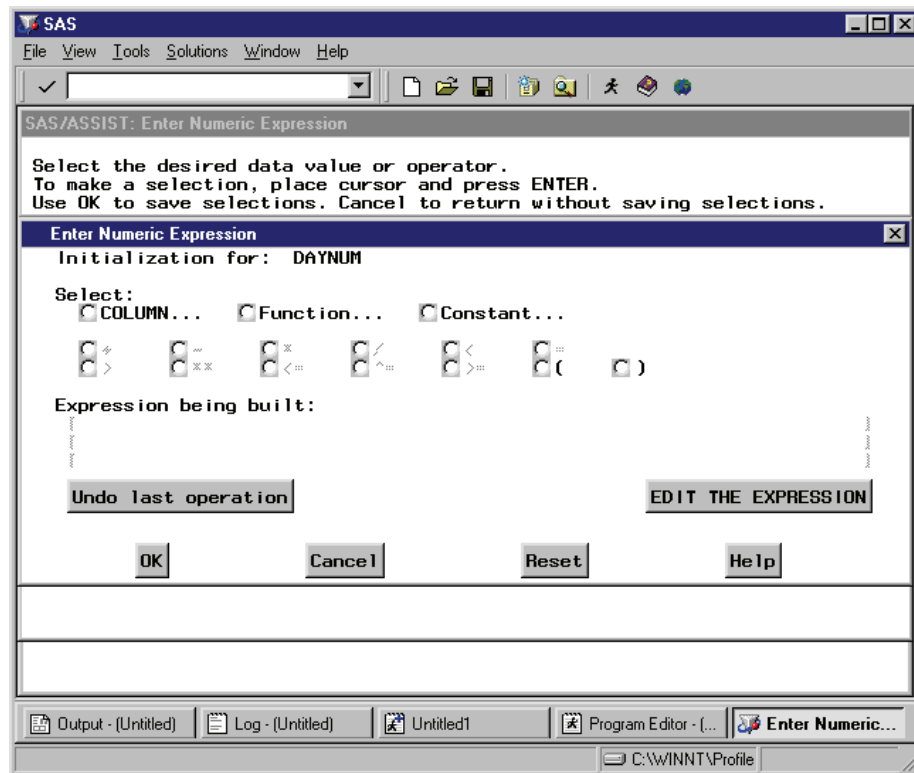 SAS
File View Tools Solutions Window Help
SAS/ASSIST: Enter Numeric Expression
Select the desired data value or operator.
To make a selection, place cursor and press ENTER.
Use OK to save selections. Cancel to return without saving selections.
Enter Numeric Expression
Initialization for: DAYNUM
Select:
COLUMN... Function... Constant...
+ - * / < =
> ** <= ^= >= ( )
Expression being built:
Undo last operation EDIT THE EXPRESSION
OK Cancel Reset Help
Output - (Untitled) Log - (Untitled) Untitled1 Program Editor - (... Enter Numeric...
C:\WINNT\Profile